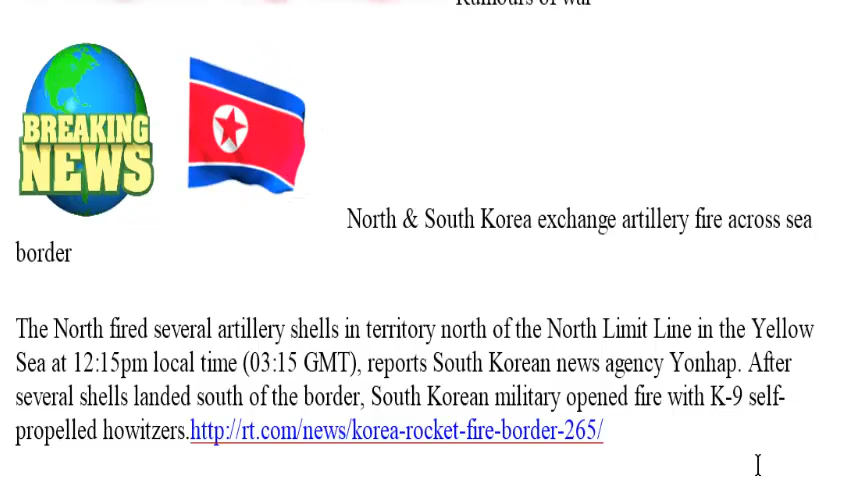 Rumours of war
BREAKING
NEWS
North & South Korea exchange artillery fire across sea
border
The North fired several artillery shells in territory north of the North Limit Line in the Yellow
Sea at 12:15pm local time (03:15 GMT), reports South Korean news agency Yonhap. After
several shells landed south of the border, South Korean military opened fire with K-9 self-
propelled howitzers.http://rt.com/news/korea-rocket-fire-border-265/